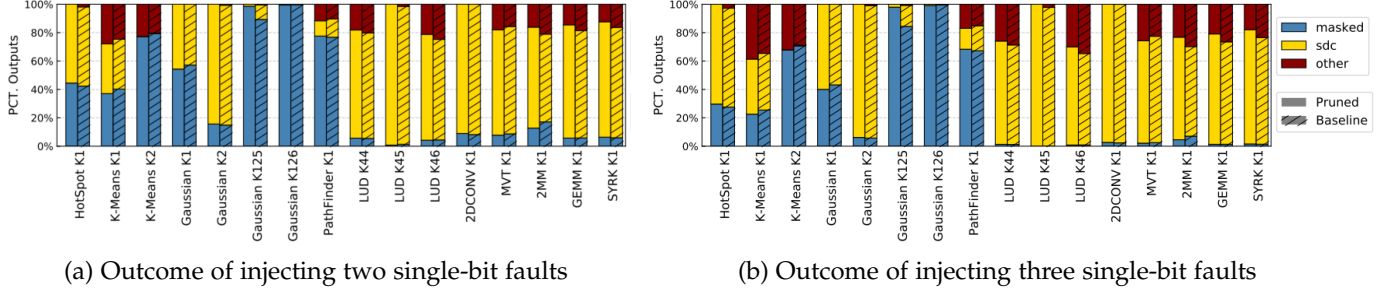 PCT. Outputs
100%
80%
60%
40%
20%
0%
HotSpot K1
K-Means K1
K-Means K2
Gaussian K1
Gaussian K2
Gaussian K125
Gaussian K126
PathFinder K1
LUD K44
LUD K45
LUD K46
2DCONV K1
MVT K1
2MM K1
GEMM K1
SYRK K1
(a) Outcome of injecting two single-bit faults
PCT. Outputs
100%
80%
60%
40%
20%
0%
HotSpot K1
K-Means K1
K-Means K2
Gaussian K1
Gaussian K2
Gaussian K125
Gaussian K126
PathFinder K1
LUD K44
LUD K45
LUD K46
2DCONV K1
MVT K1
2MM K1
GEMM K1
SYRK K1
masked
sdc
other
Pruned
Baseline
(b) Outcome of injecting three single-bit faults